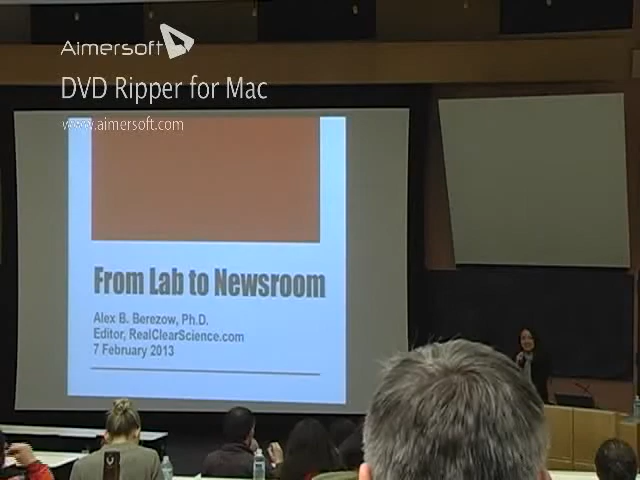 Aimersoft
DVD Ripper for Mac
www.aimersoft.com
From Lab to Newsroom
Alex B. Berezow, Ph.D.
Editor, RealClearScience.com
7 February 2013